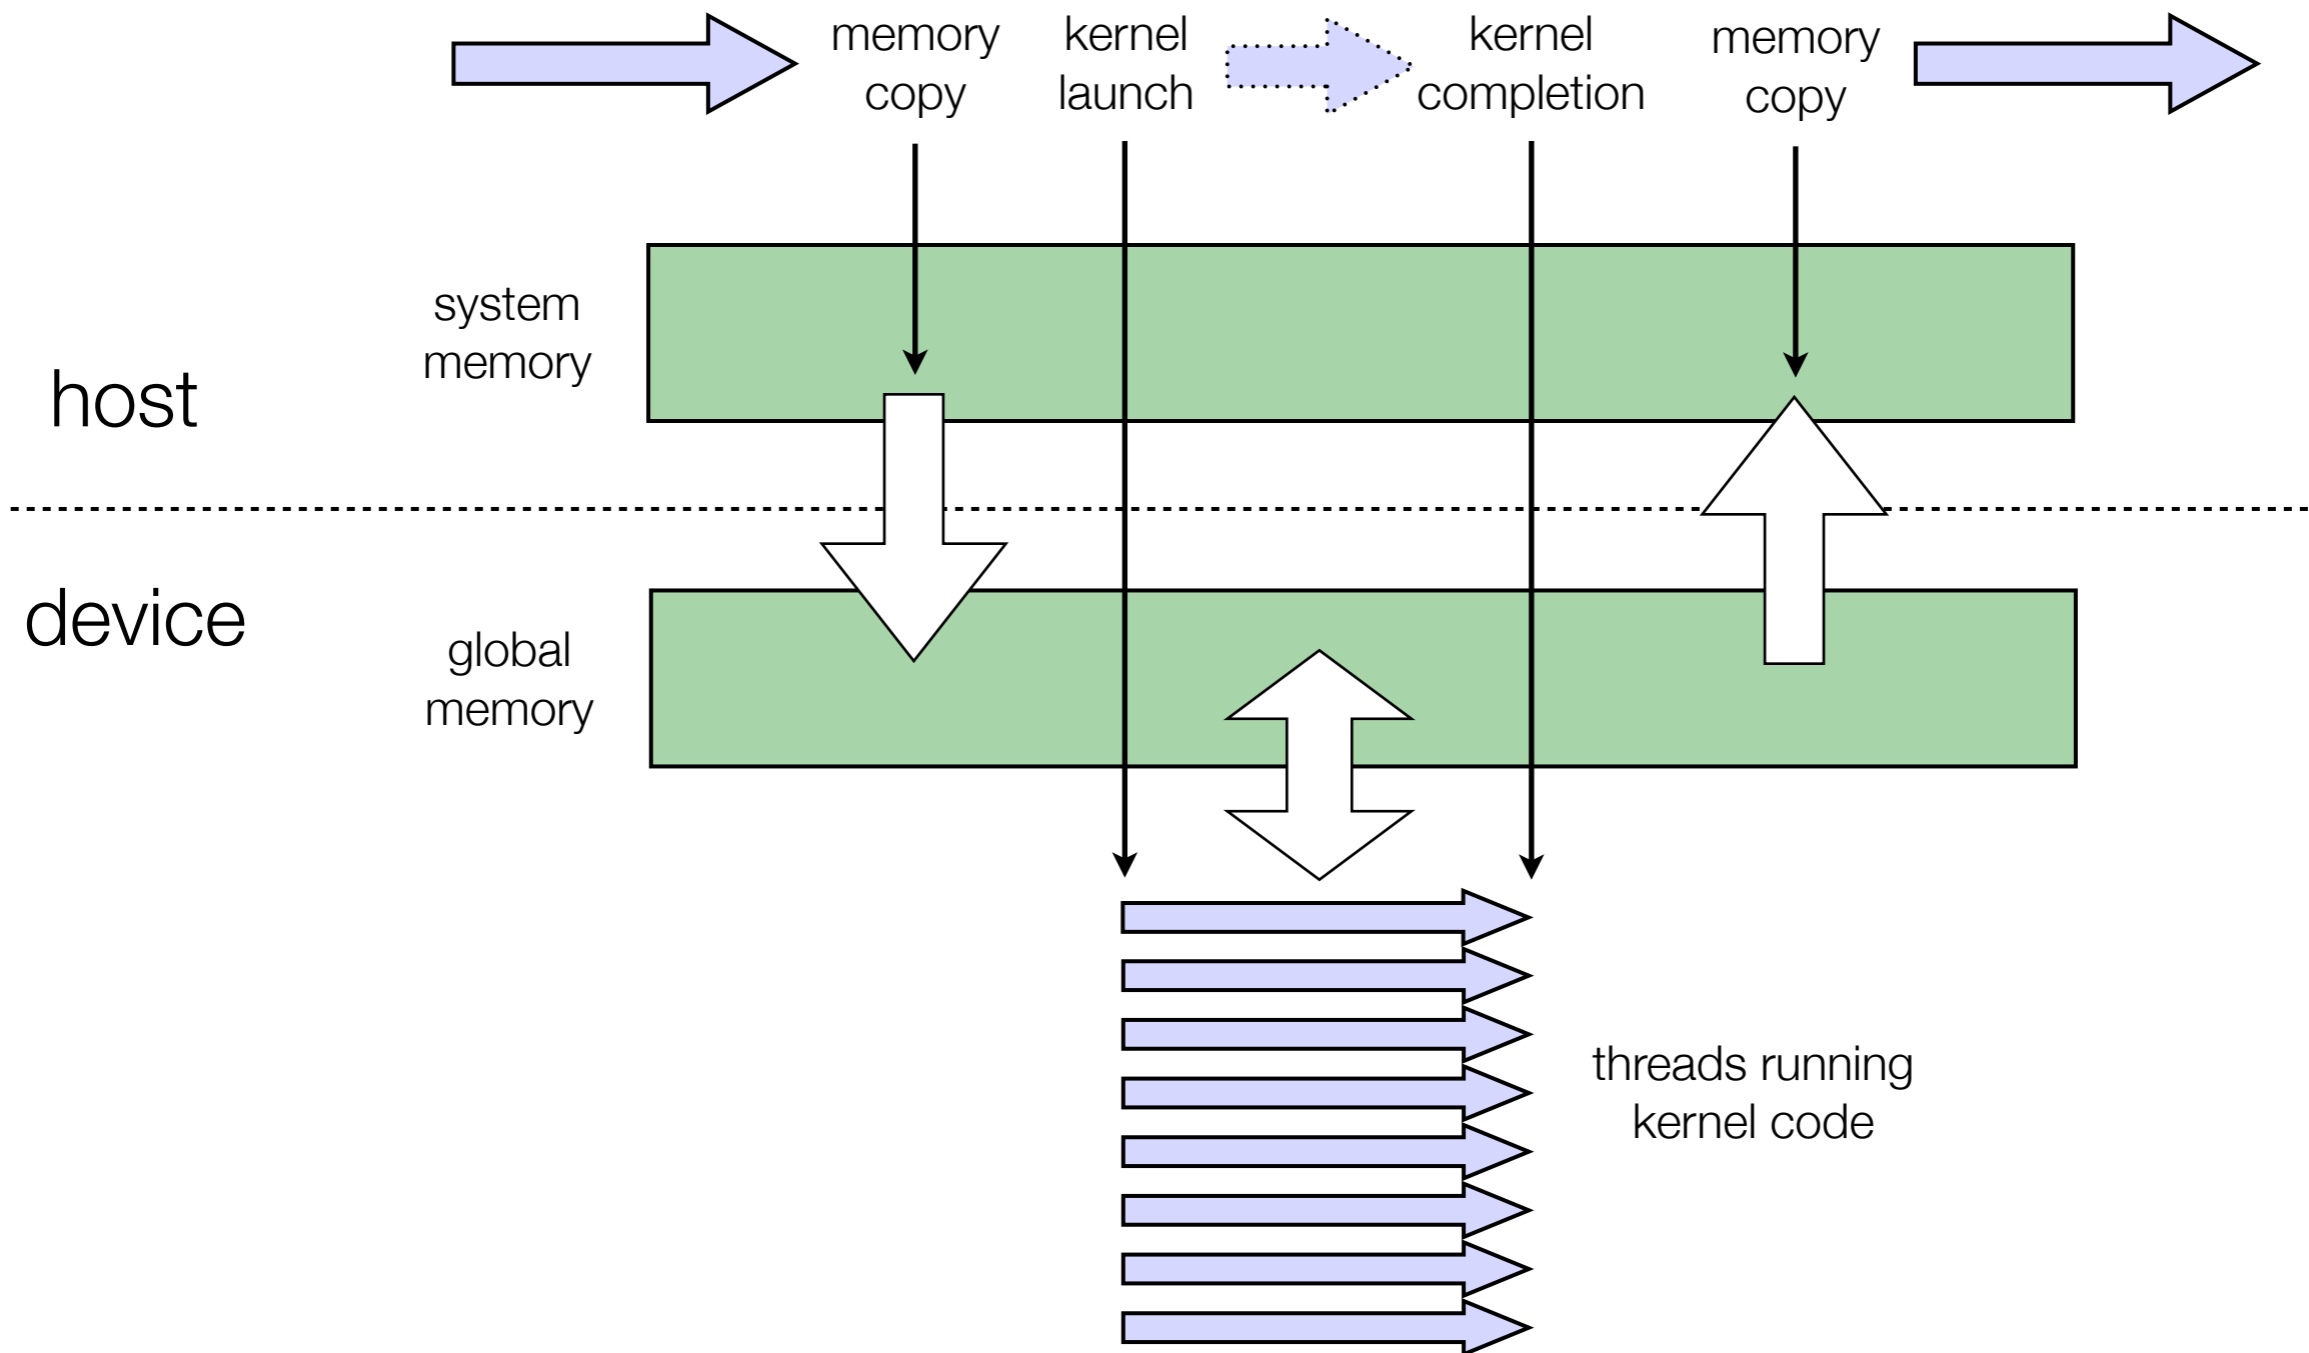 memory
copy
kernel
launch
kernel
completion
memory
copy
system
memory
host
device
global
memory
threads running
kernel code